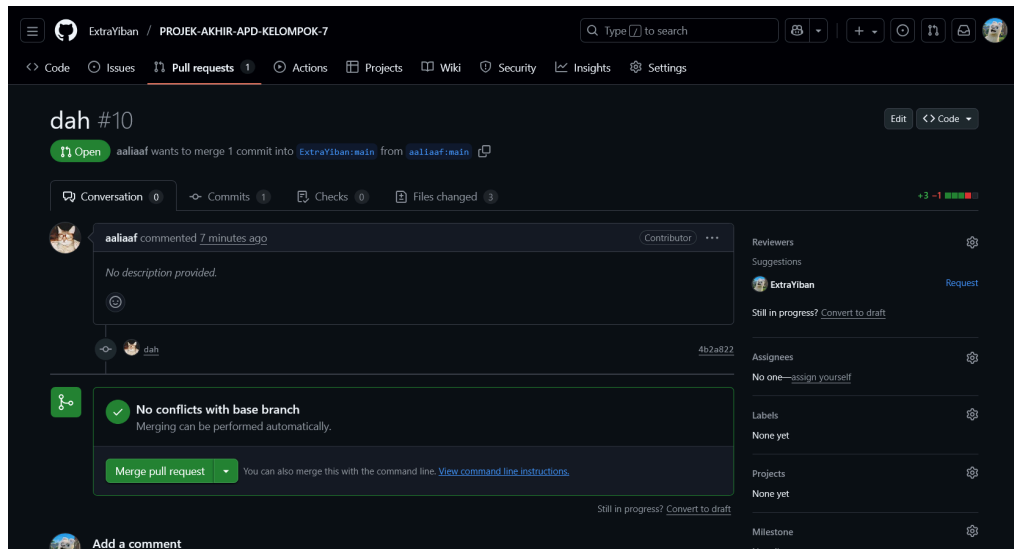 ExtraYiban / PROJEK-AKHIR-APD-KELOMPOK-7
Type / to search
Code Issues Pull requests 1 Actions Projects Wiki Security Insights Settings
dah #10
Edit <> Code
Open aaliaaf wants to merge 1 commit into ExtraYiban:main from aaliaaf:main
Conversation 0 Commits 1 Checks 0 Files changed 3
+3 −1
aaliaaf commented 7 minutes ago
Contributor
No description provided.
dah
4b2a822
No conflicts with base branch
Merging can be performed automatically.
Merge pull request
You can also merge this with the command line. View command line instructions.
Still in progress? Convert to draft
Add a comment
Reviewers
Suggestions
ExtraYiban
Request
Still in progress? Convert to draft
Assignees
No one—assign yourself
Labels
None yet
Projects
None yet
Milestone